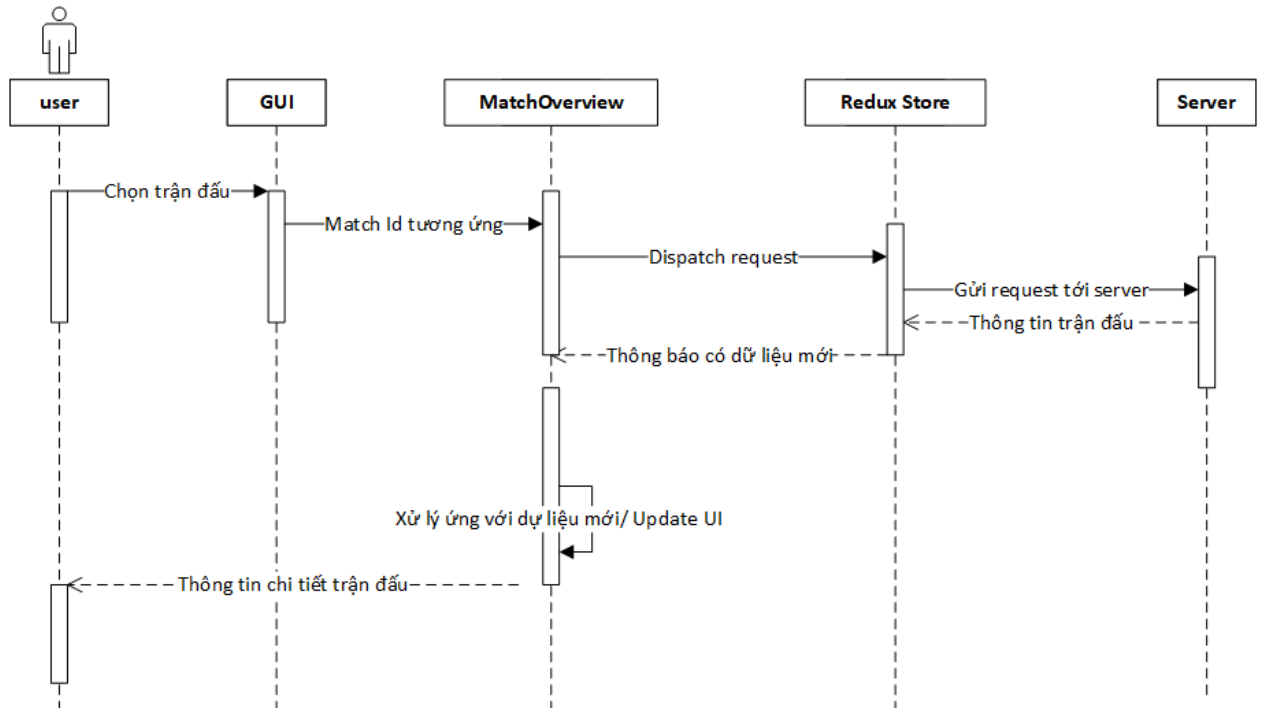 user
GUI
MatchOverview
Redux Store
Server
Chọn trận đấu
Match Id tương ứng
Dispatch request
Gửi request tới server
Thông tin trận đấu
Thông báo có dữ liệu mới
Xử lý ứng với dự liệu mới/ Update UI
Thông tin chi tiết trận đấu